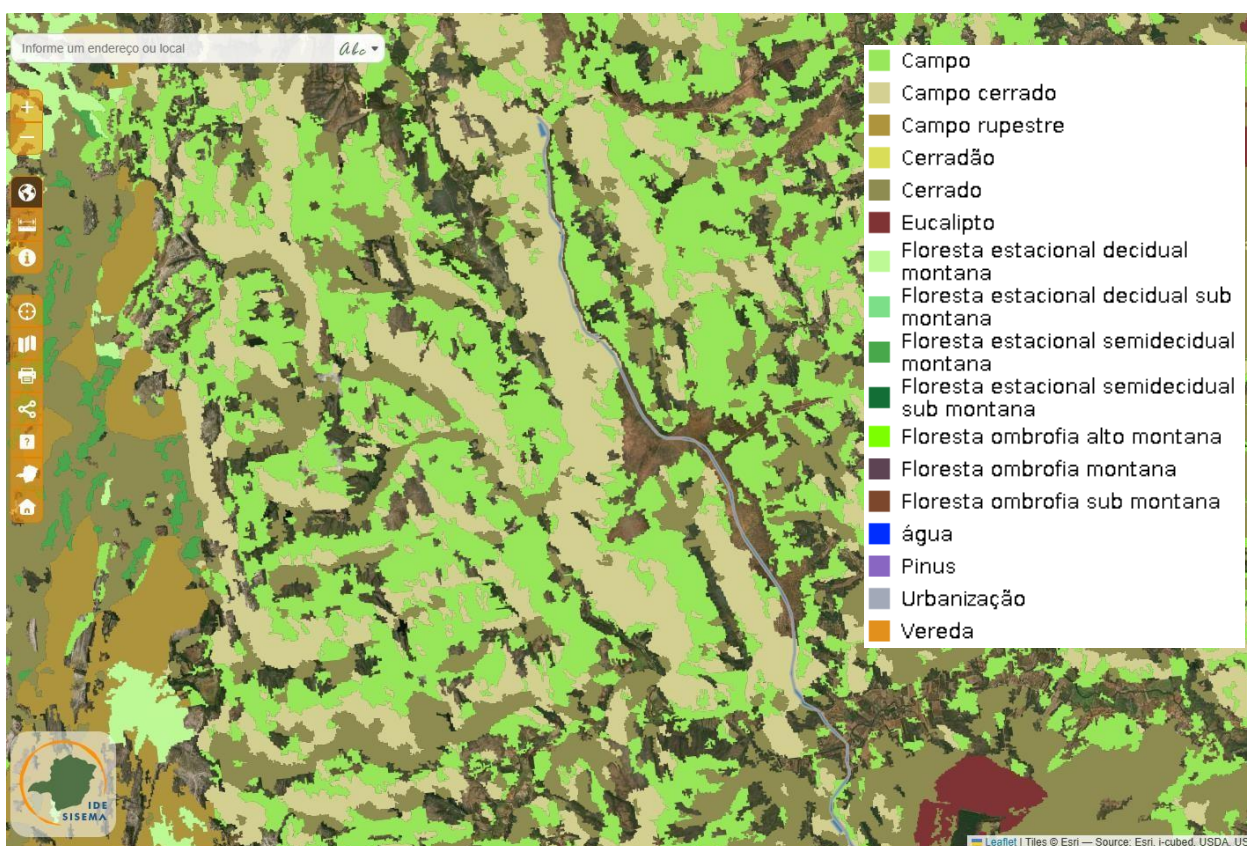 Informe um endereço ou local
Abc
+
−
i
?
Campo
Campo cerrado
Campo rupestre
Cerradão
Cerrado
Eucalipto
Floresta estacional decidual
montana
Floresta estacional decidual sub
montana
Floresta estacional semidecidual
montana
Floresta estacional semidecidual
sub montana
Floresta ombrofia alto montana
Floresta ombrofia montana
Floresta ombrofia sub montana
água
Pinus
Urbanização
Vereda
IDE
SISEMA
Leaflet | Tiles © Esri — Source: Esri, i-cubed, USDA, US